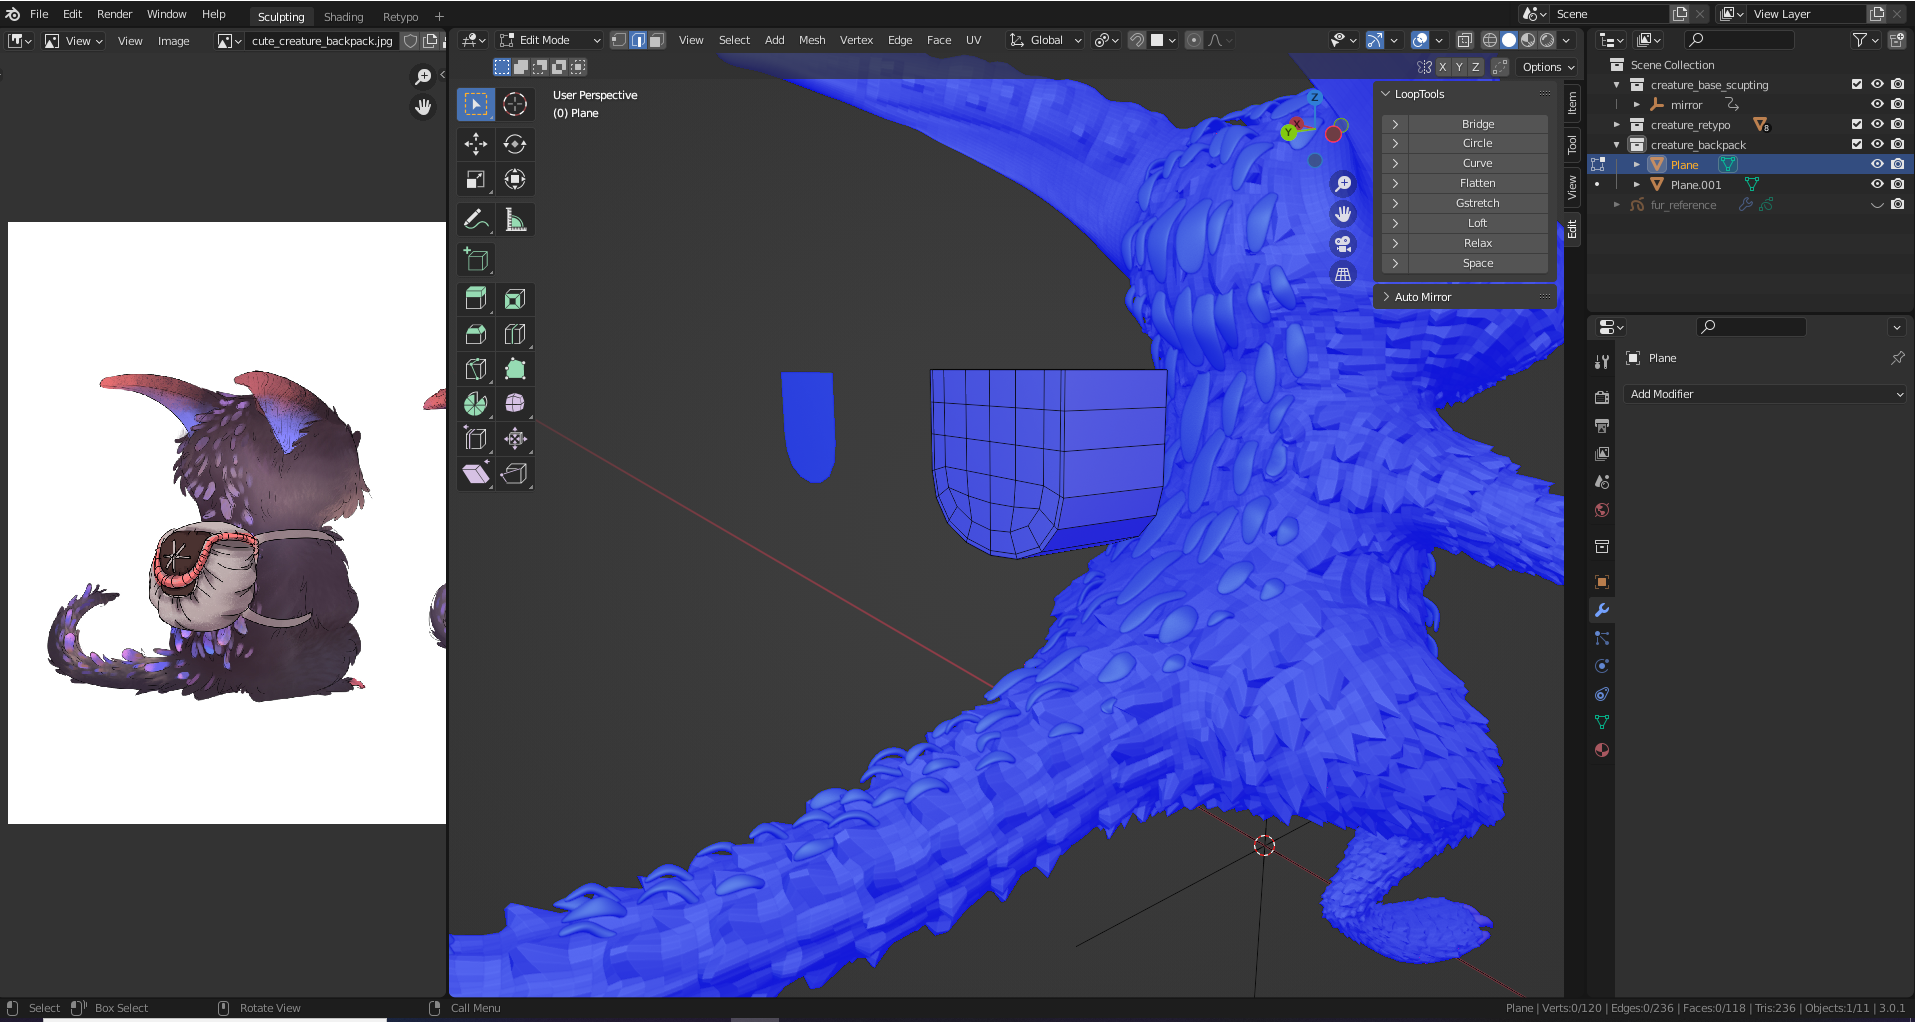 File Edit Render Window Help Sculpting Shading Retypo + Scene View Layer
View View Image cute_creature_backpack.jpg Edit Mode View Select Add Mesh Vertex Edge Face UV Global
X Y Z Options
User Perspective
(0) Plane
Z
X
Y
LoopTools
Bridge
Circle
Curve
Flatten
Gstretch
Loft
Relax
Space
Auto Mirror
Item
Tool
View
Edit
Scene Collection
creature_base_scupting
mirror
creature_retypo
8
creature_backpack
Plane
Plane.001
fur_reference
Plane
Add Modifier
Select Box Select Rotate View Call Menu Plane | Verts:0/120 | Edges:0/236 | Faces:0/118 | Tris:236 | Objects:1/11 | 3.0.1